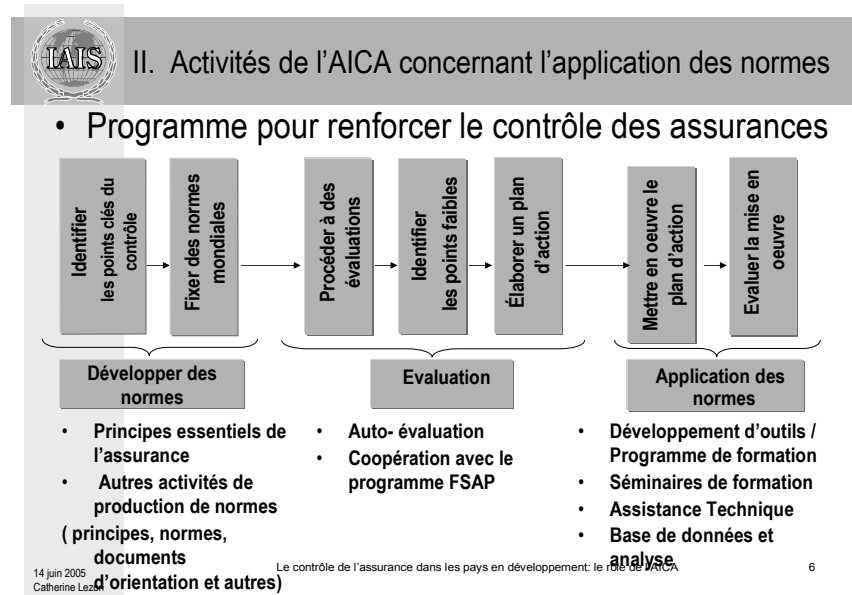 IAIS
II. Activités de l'AICA concernant l'application des normes
• Programme pour renforcer le contrôle des assurances
Identifier
les points clés du
contrôle
Fixer des normes
mondiales
Procéder à des
évaluations
Identifier
les points faibles
Élaborer un plan
d'action
Mettre en oeuvre le
plan d'action
Evaluer la mise en
oeuvre
Développer des
normes
Evaluation
Application des
normes
• Principes essentiels de
l'assurance
• Autres activités de
production de normes
( principes, normes,
documents
d'orientation et autres)
• Auto- évaluation
• Coopération avec le
programme FSAP
• Développement d'outils /
Programme de formation
• Séminaires de formation
• Assistance Technique
• Base de données et
analyse
14 juin 2005
Catherine Lezon
Le contrôle de l'assurance dans les pays en développement: le rôle de l'AICA
6